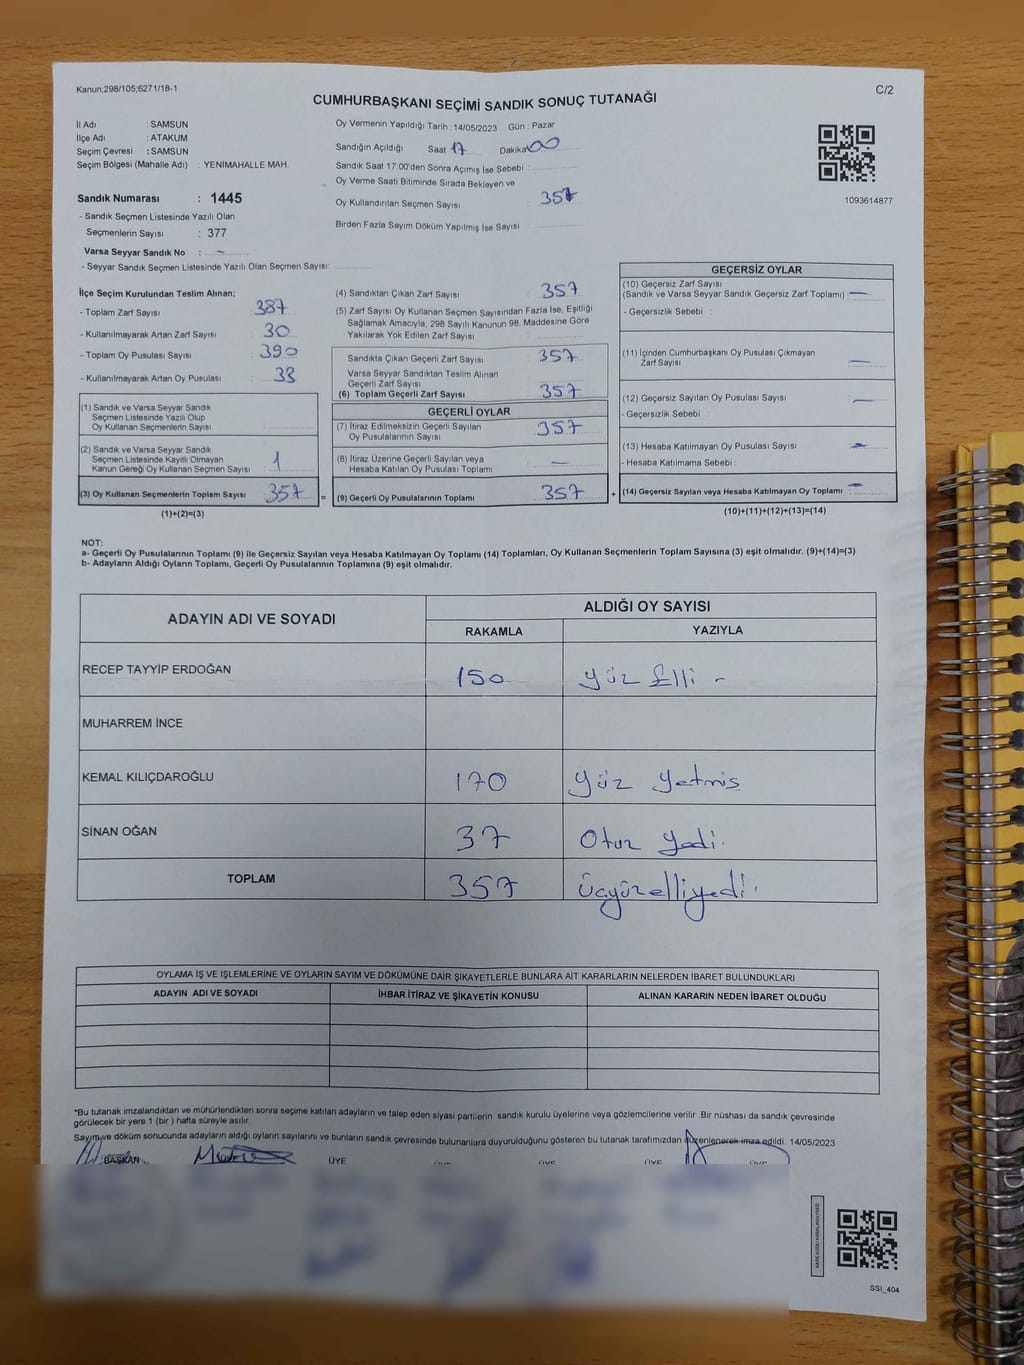 Kanun;298/105;6271/18-1
C/2
CUMHURBAŞKANI SEÇİMİ SANDIK SONUÇ TUTANAĞI
İl Adı : SAMSUN
İlçe Adı : ATAKUM
Seçim Çevresi : SAMSUN
Seçim Bölgesi (Mahalle Adı) : YENİMAHALLE MAH.
Sandık Numarası : 1445
- Sandık Seçmen Listesinde Yazılı Olan
Seçmenlerin Sayısı : 377
Varsa Seyyar Sandık No : -
- Seyyar Sandık Seçmen Listesinde Yazılı Olan Seçmen Sayısı:
Oy Vermenin Yapıldığı Tarih : 14/05/2023 Gün : Pazar
Sandığın Açıldığı Saat 17 Dakika 00
Sandık Saat 17:00'den Sonra Açımış İse Sebebi :
Oy Verme Saati Bitiminde Sırada Bekleyen ve
Oy Kullandırılan Seçmen Sayısı : 357
Birden Fazla Sayım Döküm Yapılmış İse Sayısı :
1093614877
İlçe Seçim Kurulundan Teslim Alınan;
- Toplam Zarf Sayısı : 387
- Kullanılmayarak Artan Zarf Sayısı : 30
- Toplam Oy Pusulası Sayısı : 390
- Kullanılmayarak Artan Oy Pusulası : 33
(1) Sandık ve Varsa Seyyar Sandık
Seçmen Listesinde Yazılı Olup
Oy Kullanan Seçmenlerin Sayısı :
(2) Sandık ve Varsa Seyyar Sandık
Seçmen Listesinde Kayıtlı Olmayan
Kanun Gereği Oy Kullanan Seçmen Sayısı : 1
(3) Oy Kullanan Seçmenlerin Toplam Sayısı : 357 =
(1)+(2)=(3)
(4) Sandıktan Çıkan Zarf Sayısı : 357
(5) Zarf Sayısı Oy Kullanan Seçmen Sayısından Fazla İse, Eşitliği
Sağlamak Amacıyla, 298 Sayılı Kanunun 98. Maddesine Göre
Yakılarak Yok Edilen Zarf Sayısı :
Sandıkta Çıkan Geçerli Zarf Sayısı : 357
Varsa Seyyar Sandıktan Teslim Alınan
Geçerli Zarf Sayısı :
(6) Toplam Geçerli Zarf Sayısı : 357
GEÇERLİ OYLAR
(7) İtiraz Edilmeksizin Geçerli Sayılan
Oy Pusulalarının Sayısı : 357
(8) İtiraz Üzerine Geçerli Sayılan veya
Hesaba Katılan Oy Pusulası Toplamı : -
(9) Geçerli Oy Pusulalarının Toplamı : 357 +
GEÇERSİZ OYLAR
(10) Geçersiz Zarf Sayısı
(Sandık ve Varsa Seyyar Sandık Geçersiz Zarf Toplamı) : -
- Geçersizlik Sebebi :
(11) İçinden Cumhurbaşkanı Oy Pusulası Çıkmayan
Zarf Sayısı : -
(12) Geçersiz Sayılan Oy Pusulası Sayısı : -
- Geçersizlik Sebebi :
(13) Hesaba Katılmayan Oy Pusulası Sayısı : -
- Hesaba Katılmama Sebebi :
(14) Geçersiz Sayılan veya Hesaba Katılmayan Oy Toplamı : -
(10)+(11)+(12)+(13)=(14)
NOT:
a- Geçerli Oy Pusulalarının Toplamı (9) ile Geçersiz Sayılan veya Hesaba Katılmayan Oy Toplamı (14) Toplamları, Oy Kullanan Seçmenlerin Toplam Sayısına (3) eşit olmalıdır. (9)+(14)=(3)
b- Adayların Aldığı Oyların Toplamı, Geçerli Oy Pusulalarının Toplamına (9) eşit olmalıdır.
ADAYIN ADI VE SOYADI ALDIĞI OY SAYISI
RAKAMLA YAZIYLA
RECEP TAYYİP ERDOĞAN 150 yüz Elli -
MUHARREM İNCE
KEMAL KILIÇDAROĞLU 170 yüz yetmiş
SİNAN OĞAN 37 Otuz yedi.
TOPLAM 357 üçyüzelliyedi.
OYLAMA İŞ VE İŞLEMLERİNE VE OYLARIN SAYIM VE DÖKÜMÜNE DAİR ŞİKAYETLERLE BUNLARA AİT KARARLARIN NELERDEN İBARET BULUNDUKLARI
ADAYIN ADI VE SOYADI İHBAR İTİRAZ VE ŞİKAYETİN KONUSU ALINAN KARARIN NEDEN İBARET OLDUĞU
*Bu tutanak imzalandıktan ve mühürlendikten sonra seçime katılan adayların ve talep eden siyasi partilerin sandık kurulu üyelerine veya gözlemcilerine verilir. Bir nüshası da sandık çevresinde
görülecek bir yere 1 (bir ) hafta süreyle asılır.
Sayım ve döküm sonucunda adayların aldığı oyların sayılarını ve bunların sandık çevresinde bulunanlara duyurulduğunu gösteren bu tutanak tarafımızdan düzenlenerek imza edildi. 14/05/2023
BAŞKAN ÜYE ÜYE ÜYE ÜYE ÜYE
SSI_404